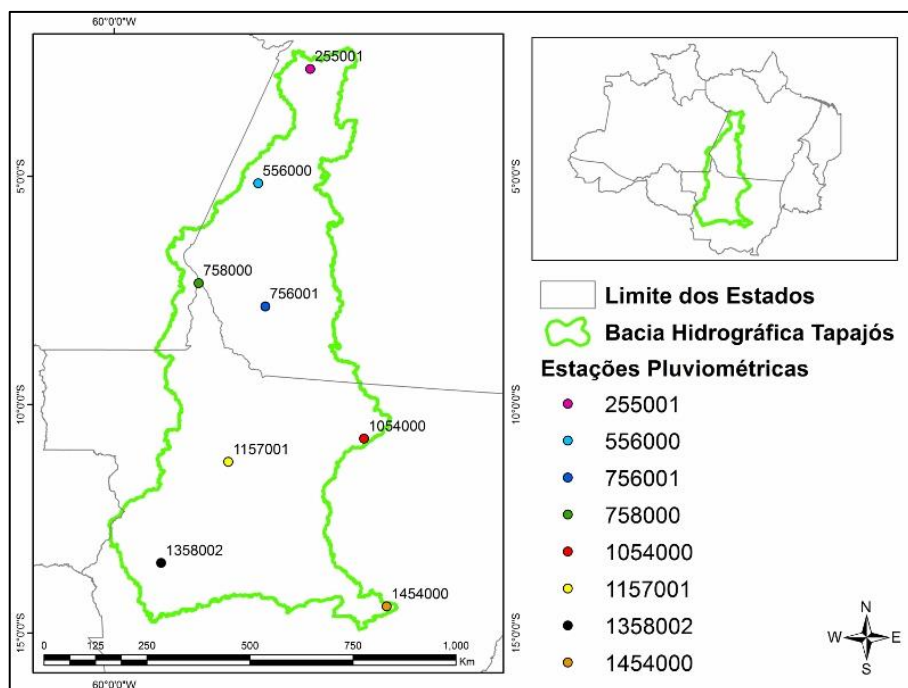 60°0'0"W
255001
5°0'0"S
556000
5°0'0"S
758000
756001
10°0'0"S
1054000
10°0'0"S
1157001
1358002
1454000
15°0'0"S
15°0'0"S
0 125 250 500 750 1,000
Km
60°0'0"W
Limite dos Estados
Bacia Hidrográfica Tapajós
Estações Pluviométricas
255001
556000
756001
758000
1054000
1157001
1358002
1454000
N
W E
S